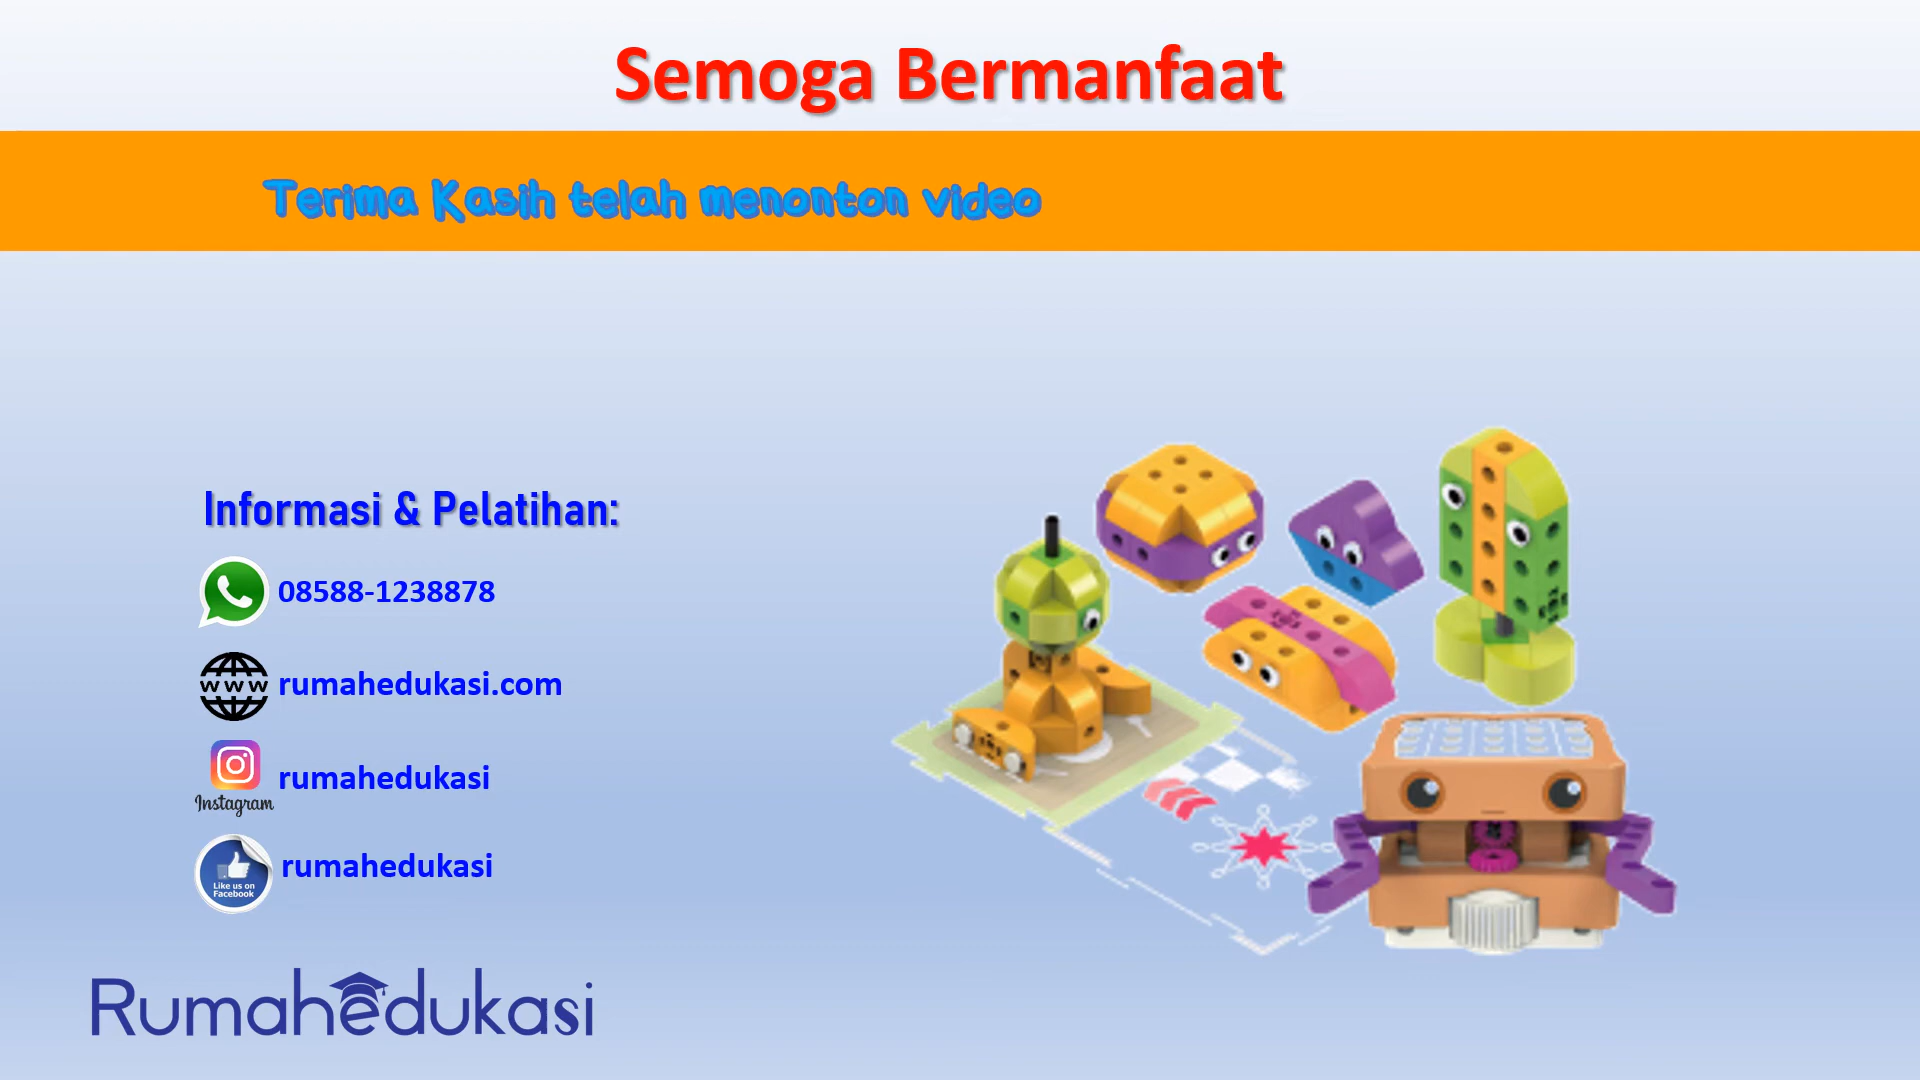 Semoga Bermanfaat
Terima Kasih telah menonton video
Informasi & Pelatihan:
08588-1238878
www
rumahedukasi.com
Instagram
rumahedukasi
Like us on
Facebook
rumahedukasi
Rumahedukasi